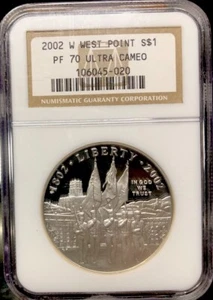 2002 W WEST POINT S$1
PF 70 ULTRA CAMEO
106045-020
NUMISMATIC GUARANTY CORPORATION
1802 • LIBERTY • 2002
IN GOD
WE
TRUST